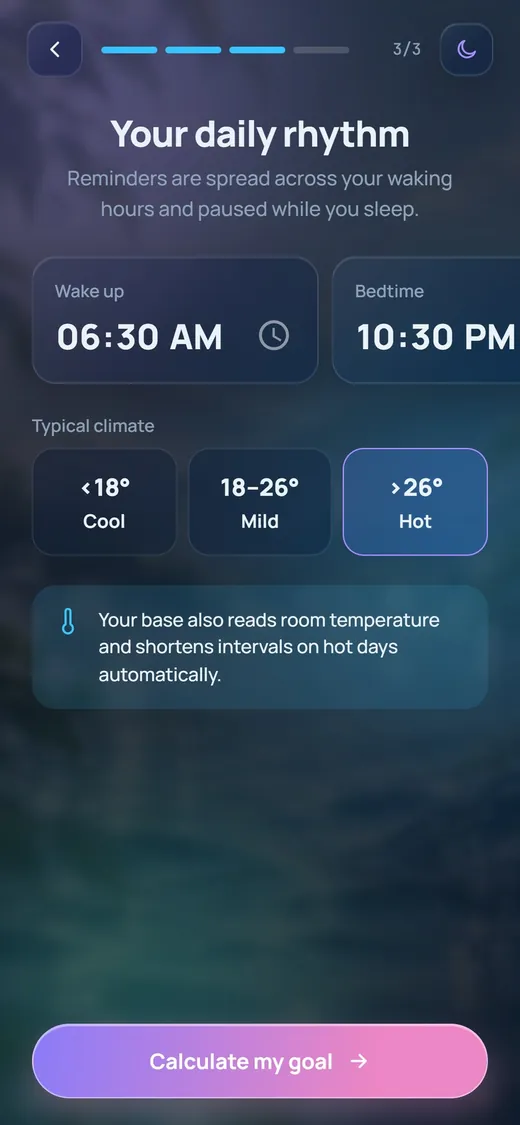 3/3
Your daily rhythm
Reminders are spread across your waking
hours and paused while you sleep.
Wake up
06:30 AM
Bedtime
10:30 PM
Typical climate
<18°
Cool
18–26°
Mild
>26°
Hot
Your base also reads room temperature
and shortens intervals on hot days
automatically.
Calculate my goal →